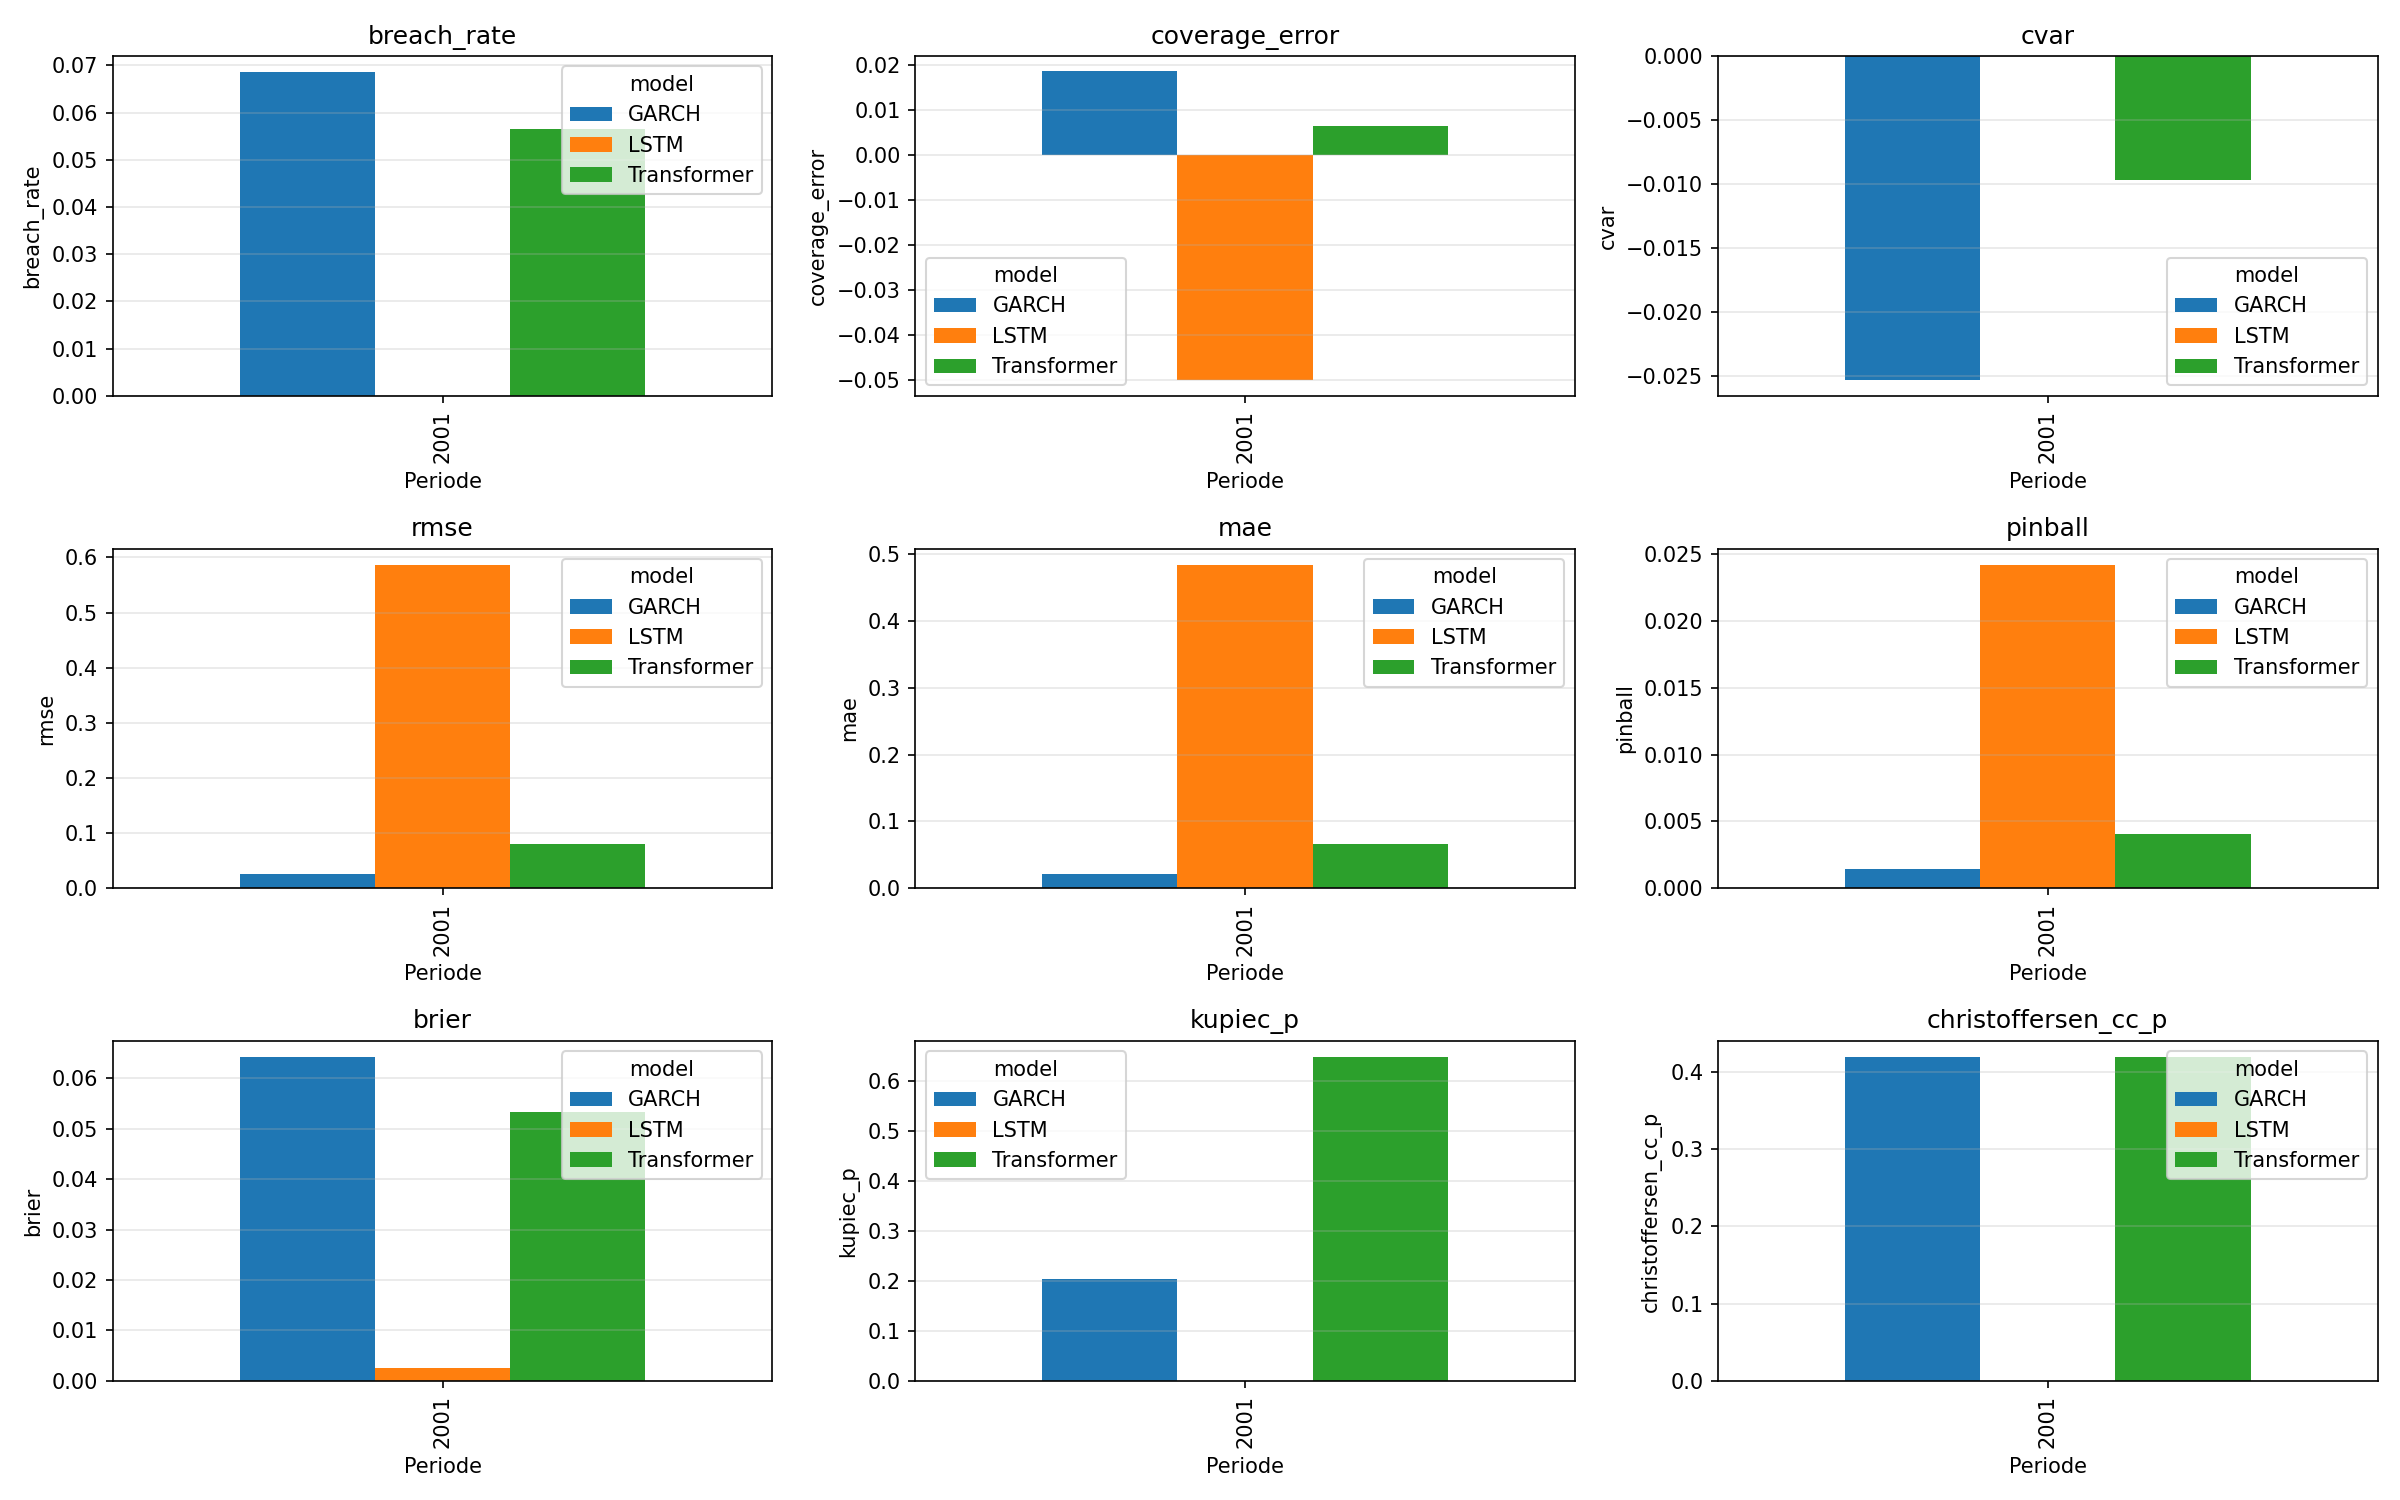 breach_rate
0.07
0.06
0.05
0.04
0.03
0.02
0.01
0.00
breach_rate
model
GARCH
LSTM
Transformer
2001
Periode
coverage_error
0.02
0.01
0.00
−0.01
−0.02
−0.03
−0.04
−0.05
coverage_error
model
GARCH
LSTM
Transformer
2001
Periode
cvar
0.000
−0.005
−0.010
−0.015
−0.020
−0.025
cvar
model
GARCH
LSTM
Transformer
2001
Periode
rmse
0.6
0.5
0.4
0.3
0.2
0.1
0.0
rmse
model
GARCH
LSTM
Transformer
2001
Periode
mae
0.5
0.4
0.3
0.2
0.1
0.0
mae
model
GARCH
LSTM
Transformer
2001
Periode
pinball
0.025
0.020
0.015
0.010
0.005
0.000
pinball
model
GARCH
LSTM
Transformer
2001
Periode
brier
0.06
0.05
0.04
0.03
0.02
0.01
0.00
brier
model
GARCH
LSTM
Transformer
2001
Periode
kupiec_p
0.6
0.5
0.4
0.3
0.2
0.1
0.0
kupiec_p
model
GARCH
LSTM
Transformer
2001
Periode
christoffersen_cc_p
0.4
0.3
0.2
0.1
0.0
christoffersen_cc_p
model
GARCH
LSTM
Transformer
2001
Periode